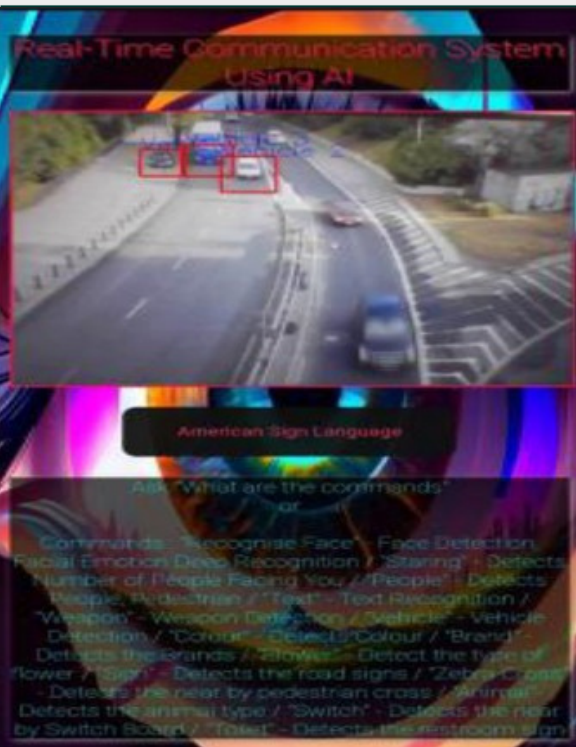 Real-Time Communication System
Using AI
American Sign Language
Ask "What are the commands"
or
Commands- "Recognise Face" - Face Detection
Facial Emotion Deep Recognition / "Staring" - Detects
Number of People Facing You / "People" - Detects
People, Pedestrian / "Text" - Text Recognition /
"Weapon" - Weapon Detection / "Vehicle" - Vehicle
Detection / "Colour" - Detects Colour / "Brand" -
Detects the Brands / "Flower" - Detect the type of
flower / "Sign" - Detects the road signs / "Zebra Cross"
- Detects the near by pedestrian cross / "Animal" -
Detects the animal type / "Switch" - Detects the near
by Switch Board / "Toilet" - Detects the restroom sign